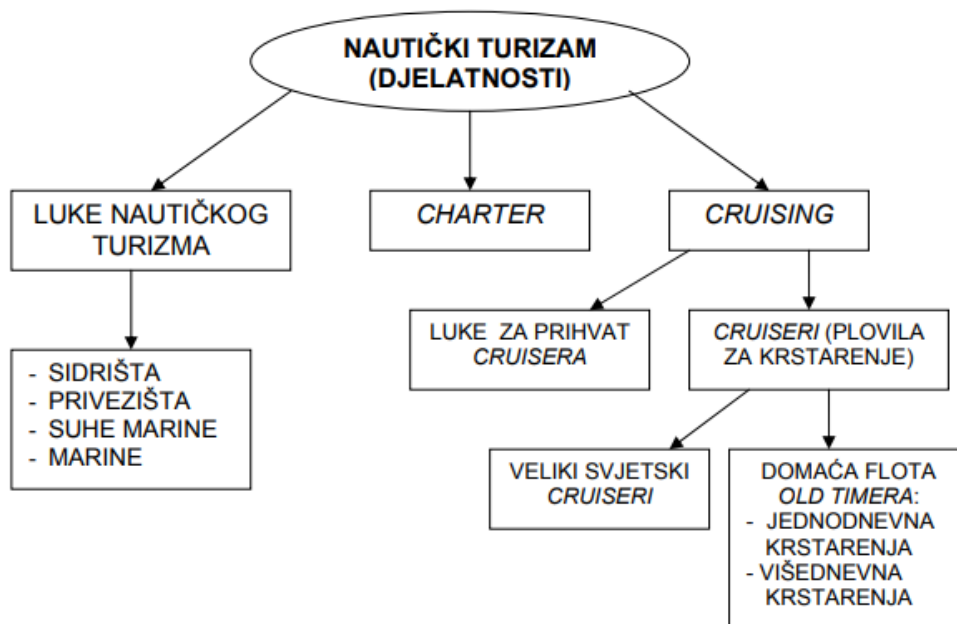 NAUTIČKI TURIZAM
(DJELATNOSTI)
LUKE NAUTIČKOG
TURIZMA
CHARTER
CRUISING
LUKE ZA PRIHVAT
CRUISERA
CRUISERI (PLOVILA
ZA KRSTARENJE)
- SIDRIŠTA
- PRIVEZIŠTA
- SUHE MARINE
- MARINE
VELIKI SVJETSKI
CRUISERI
DOMAĆA FLOTA
OLD TIMERA:
- JEDNODNEVNA
KRSTARENJA
- VIŠEDNEVNA
KRSTARENJA